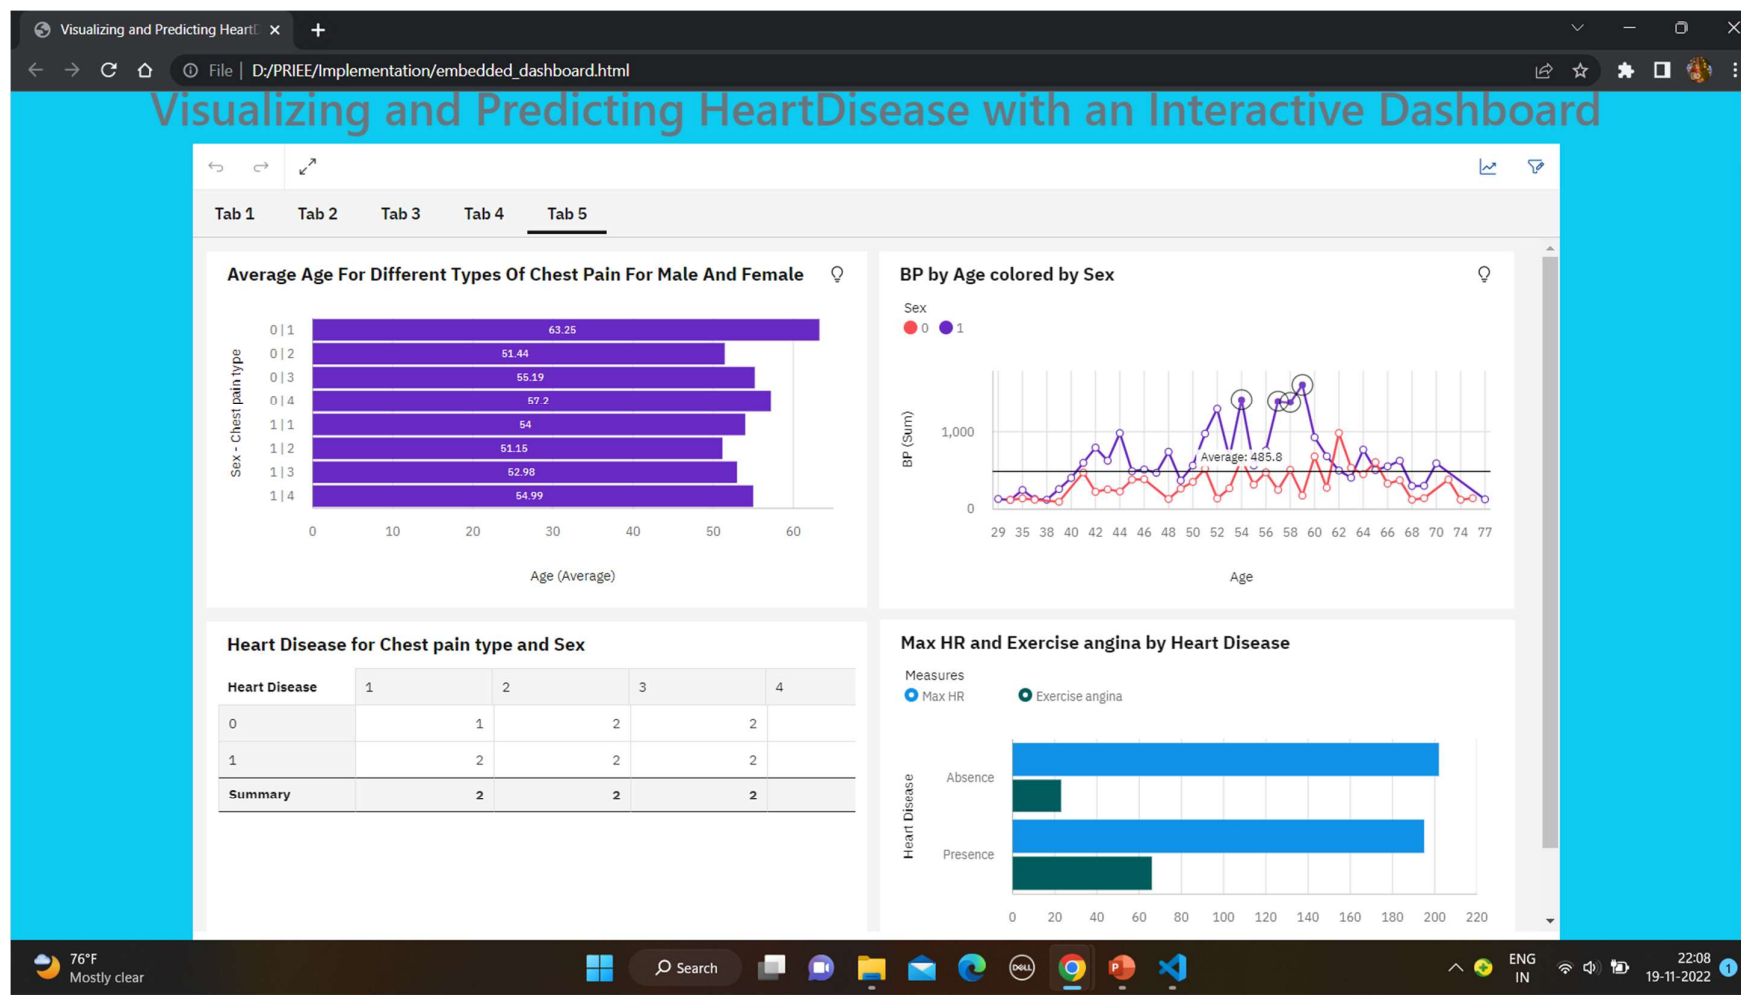 Visualizing and Predicting HeartD
File | D:/PRIEE/Implementation/embedded_dashboard.html
Visualizing and Predicting HeartDisease with an Interactive Dashboard
Tab 1 Tab 2 Tab 3 Tab 4 Tab 5
Average Age For Different Types Of Chest Pain For Male And Female
Sex - Chest pain type
0 | 1 63.25
0 | 2 51.44
0 | 3 55.19
0 | 4 57.2
1 | 1 54
1 | 2 51.15
1 | 3 52.98
1 | 4 54.99
0 10 20 30 40 50 60
Age (Average)
BP by Age colored by Sex
Sex
0 1
BP (Sum)
1,000
Average: 485.8
0
29 35 38 40 42 44 46 48 50 52 54 56 58 60 62 64 66 68 70 74 77
Age
Heart Disease for Chest pain type and Sex
Heart Disease 1 2 3 4
0 1 2 2
1 2 2 2
Summary 2 2 2
Max HR and Exercise angina by Heart Disease
Measures
Max HR Exercise angina
Heart Disease
Absence
Presence
0 20 40 60 80 100 120 140 160 180 200 220
76°F
Mostly clear
Search
DELL
P
ENG
IN
22:08
19-11-2022
1